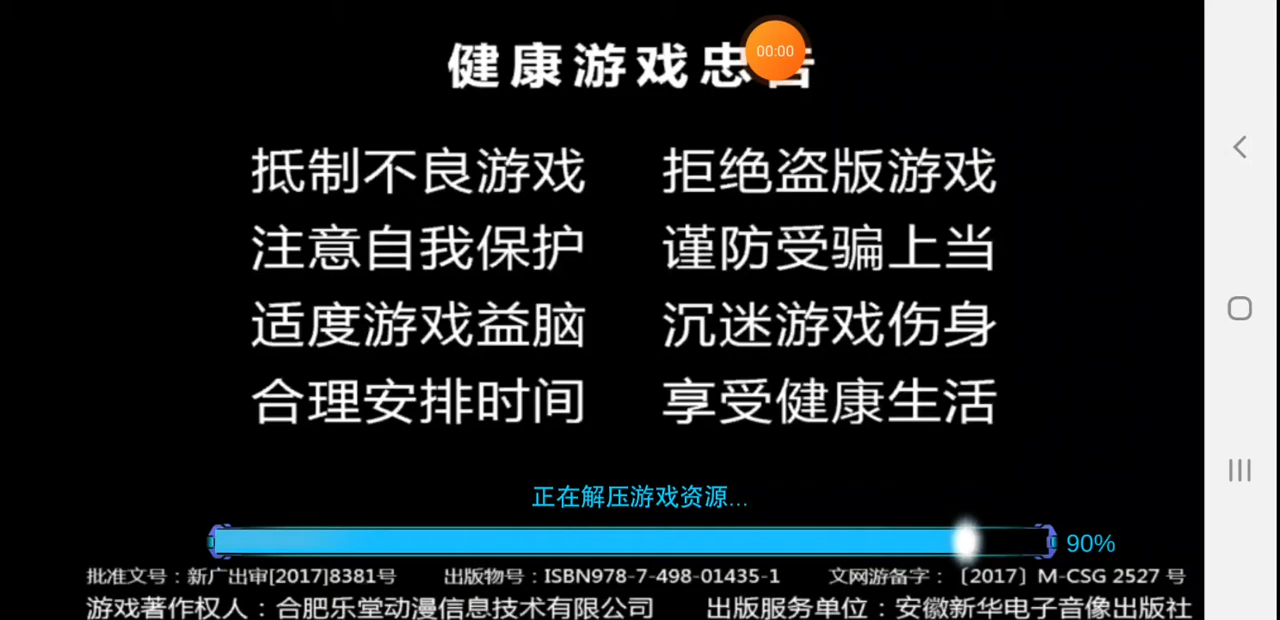 健康游戏忠告
00:00
抵制不良游戏 拒绝盗版游戏
注意自我保护 谨防受骗上当
适度游戏益脑 沉迷游戏伤身
合理安排时间 享受健康生活
正在解压游戏资源...
90%
批准文号：新广出审[2017]8381号 出版物号：ISBN978-7-498-01435-1 文网游备字：〔2017〕M-CSG 2527 号
游戏著作权人：合肥乐堂动漫信息技术有限公司 出版服务单位：安徽新华电子音像出版社